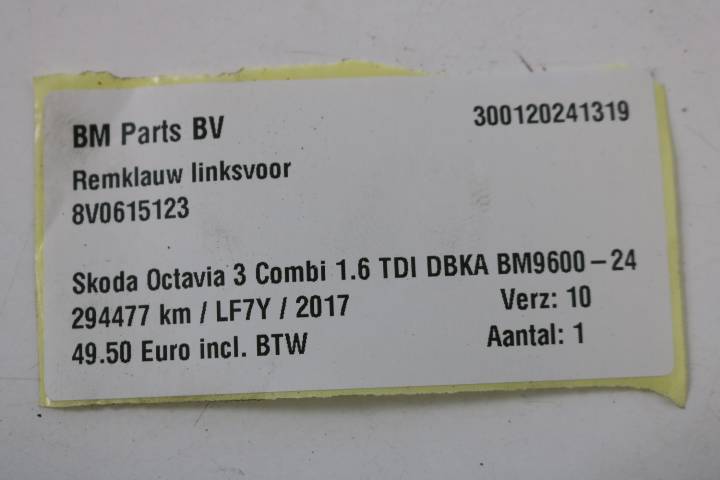 BM Parts BV 300120241319
Remklauw linksvoor
8V0615123
Skoda Octavia 3 Combi 1.6 TDI DBKA BM9600-24
294477 km / LF7Y / 2017 Verz: 10
49.50 Euro incl. BTW Aantal: 1